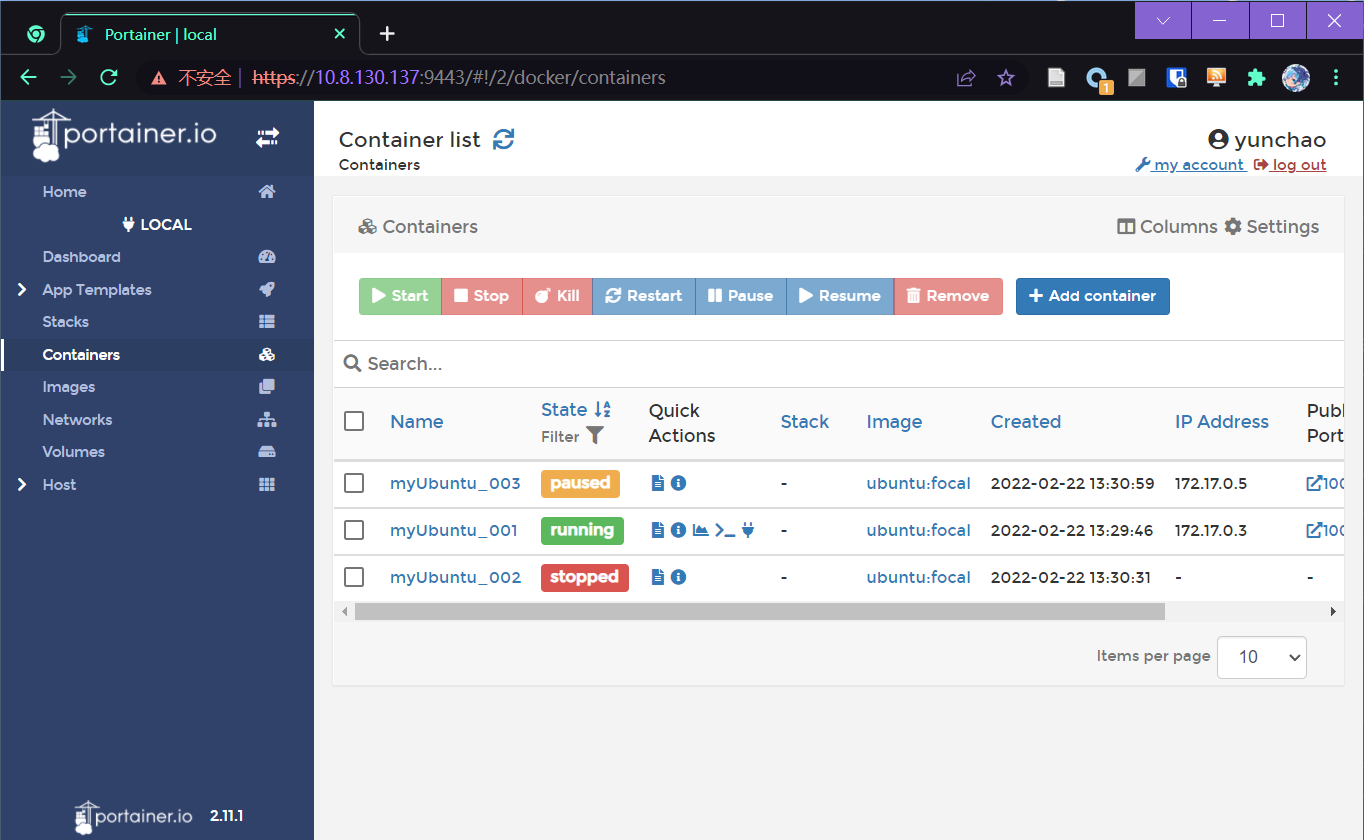 Portainer | local
不安全 https://10.8.130.137:9443/#!/2/docker/containers
1
portainer.io
Container list
Containers
yunchao
my account log out
Home
LOCAL
Dashboard
App Templates
Stacks
Containers
Images
Networks
Volumes
Host
Containers
Columns Settings
Start Stop Kill Restart Pause Resume Remove Add container
Search...
Name State Filter Quick Actions Stack Image Created IP Address Publ Port
myUbuntu_003 paused - ubuntu:focal 2022-02-22 13:30:59 172.17.0.5 100
myUbuntu_001 running - ubuntu:focal 2022-02-22 13:29:46 172.17.0.3 100
myUbuntu_002 stopped - ubuntu:focal 2022-02-22 13:30:31 - -
Items per page 10
portainer.io 2.11.1